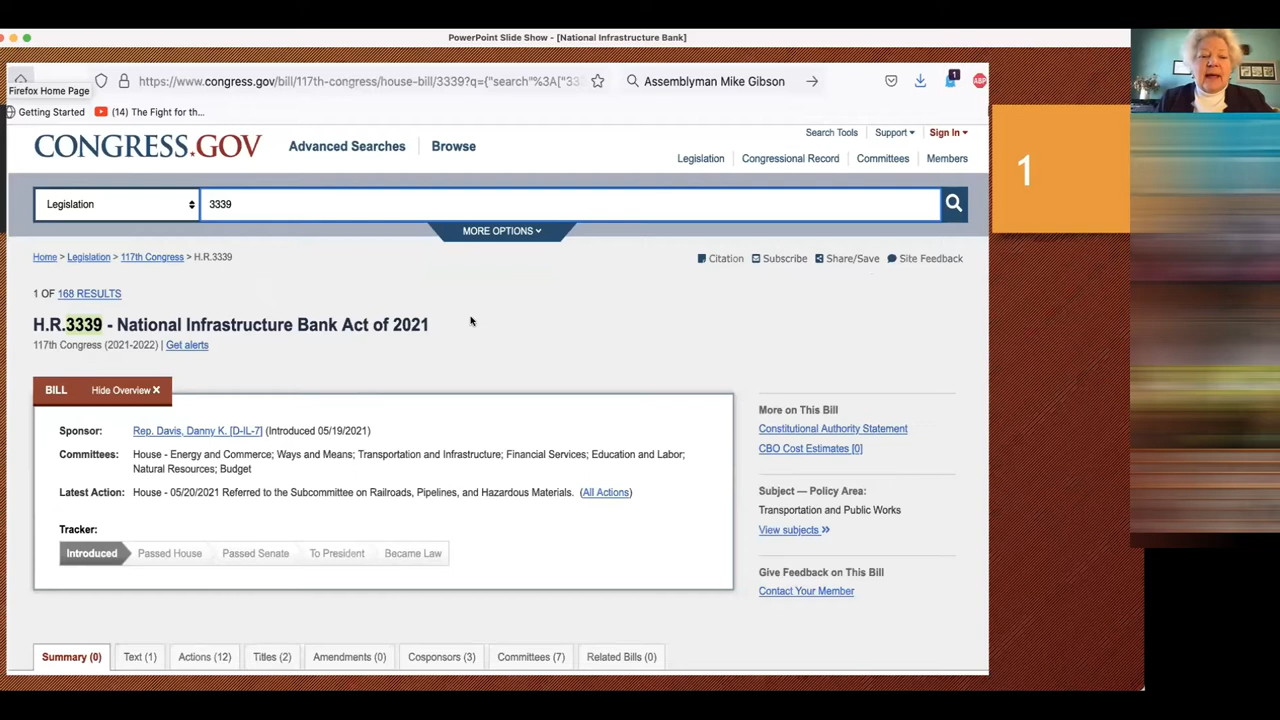 PowerPoint Slide Show - [National Infrastructure Bank]
https://www.congress.gov/bill/117th-congress/house-bill/3339?q={"search"%3A["33
Assemblyman Mike Gibson
1
ABP
Firefox Home Page
Getting Started
(14) The Fight for th...
CONGRESS.GOV
Advanced Searches
Browse
Search Tools
Support
Sign In
Legislation
Congressional Record
Committees
Members
1
Legislation
3339
MORE OPTIONS
Home > Legislation > 117th Congress > H.R.3339
Citation
Subscribe
Share/Save
Site Feedback
1 OF 168 RESULTS
H.R.3339 - National Infrastructure Bank Act of 2021
117th Congress (2021-2022) | Get alerts
BILL
Hide Overview ×
Sponsor: Rep. Davis, Danny K. [D-IL-7] (Introduced 05/19/2021)
Committees: House - Energy and Commerce; Ways and Means; Transportation and Infrastructure; Financial Services; Education and Labor;
Natural Resources; Budget
Latest Action: House - 05/20/2021 Referred to the Subcommittee on Railroads, Pipelines, and Hazardous Materials. (All Actions)
Tracker:
Introduced
Passed House
Passed Senate
To President
Became Law
More on This Bill
Constitutional Authority Statement
CBO Cost Estimates [0]
Subject — Policy Area:
Transportation and Public Works
View subjects »
Give Feedback on This Bill
Contact Your Member
Summary (0)
Text (1)
Actions (12)
Titles (2)
Amendments (0)
Cosponsors (3)
Committees (7)
Related Bills (0)